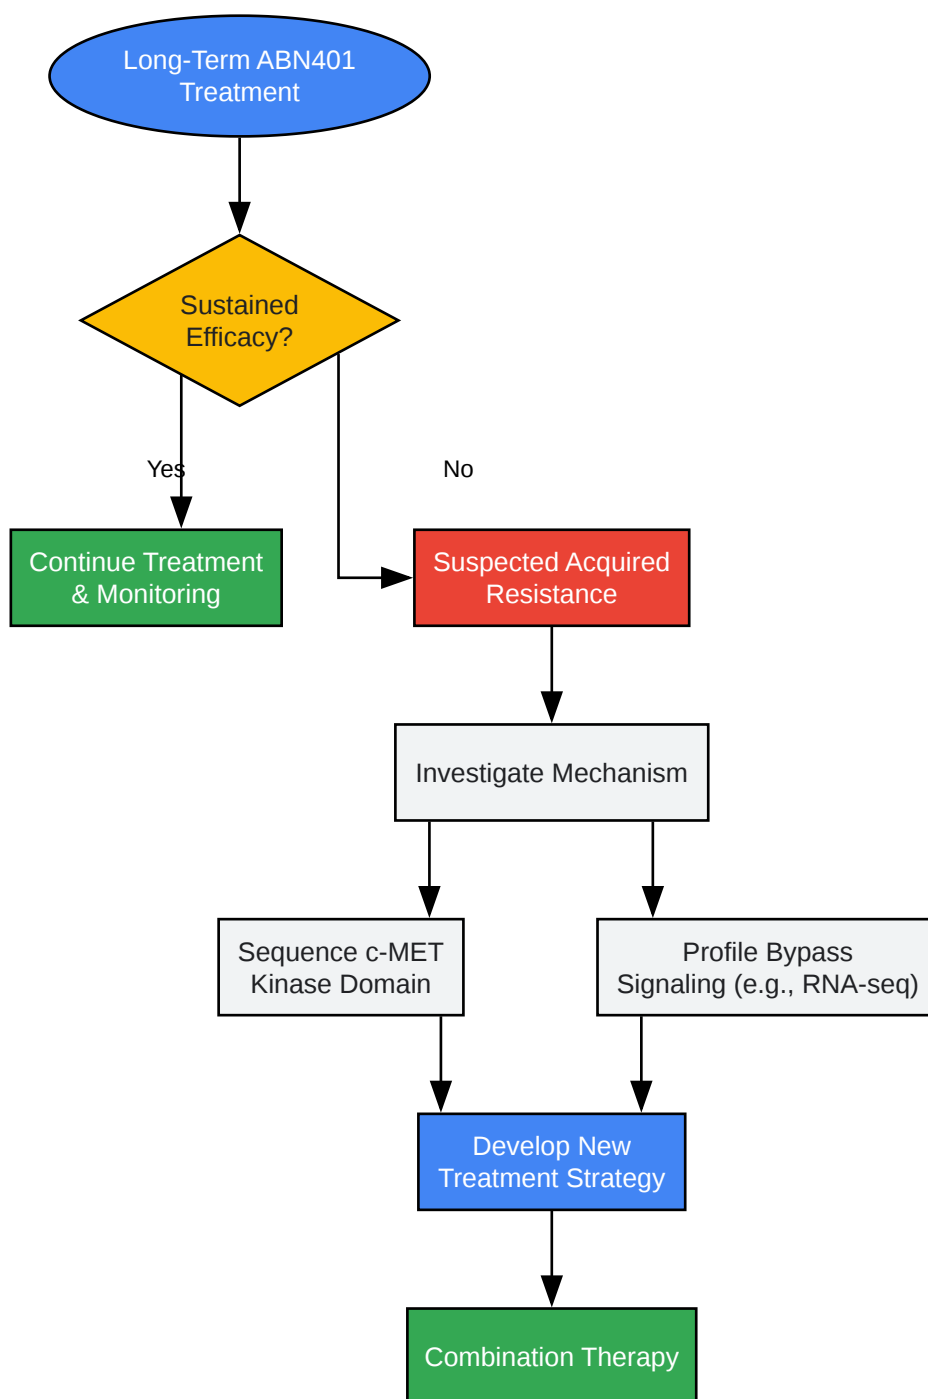 Long-Term ABN401
Treatment
Sustained
Efficacy?
Yes
No
Continue Treatment
& Monitoring
Suspected Acquired
Resistance
Investigate Mechanism
Sequence c-MET
Kinase Domain
Profile Bypass
Signaling (e.g., RNA-seq)
Develop New
Treatment Strategy
Combination Therapy